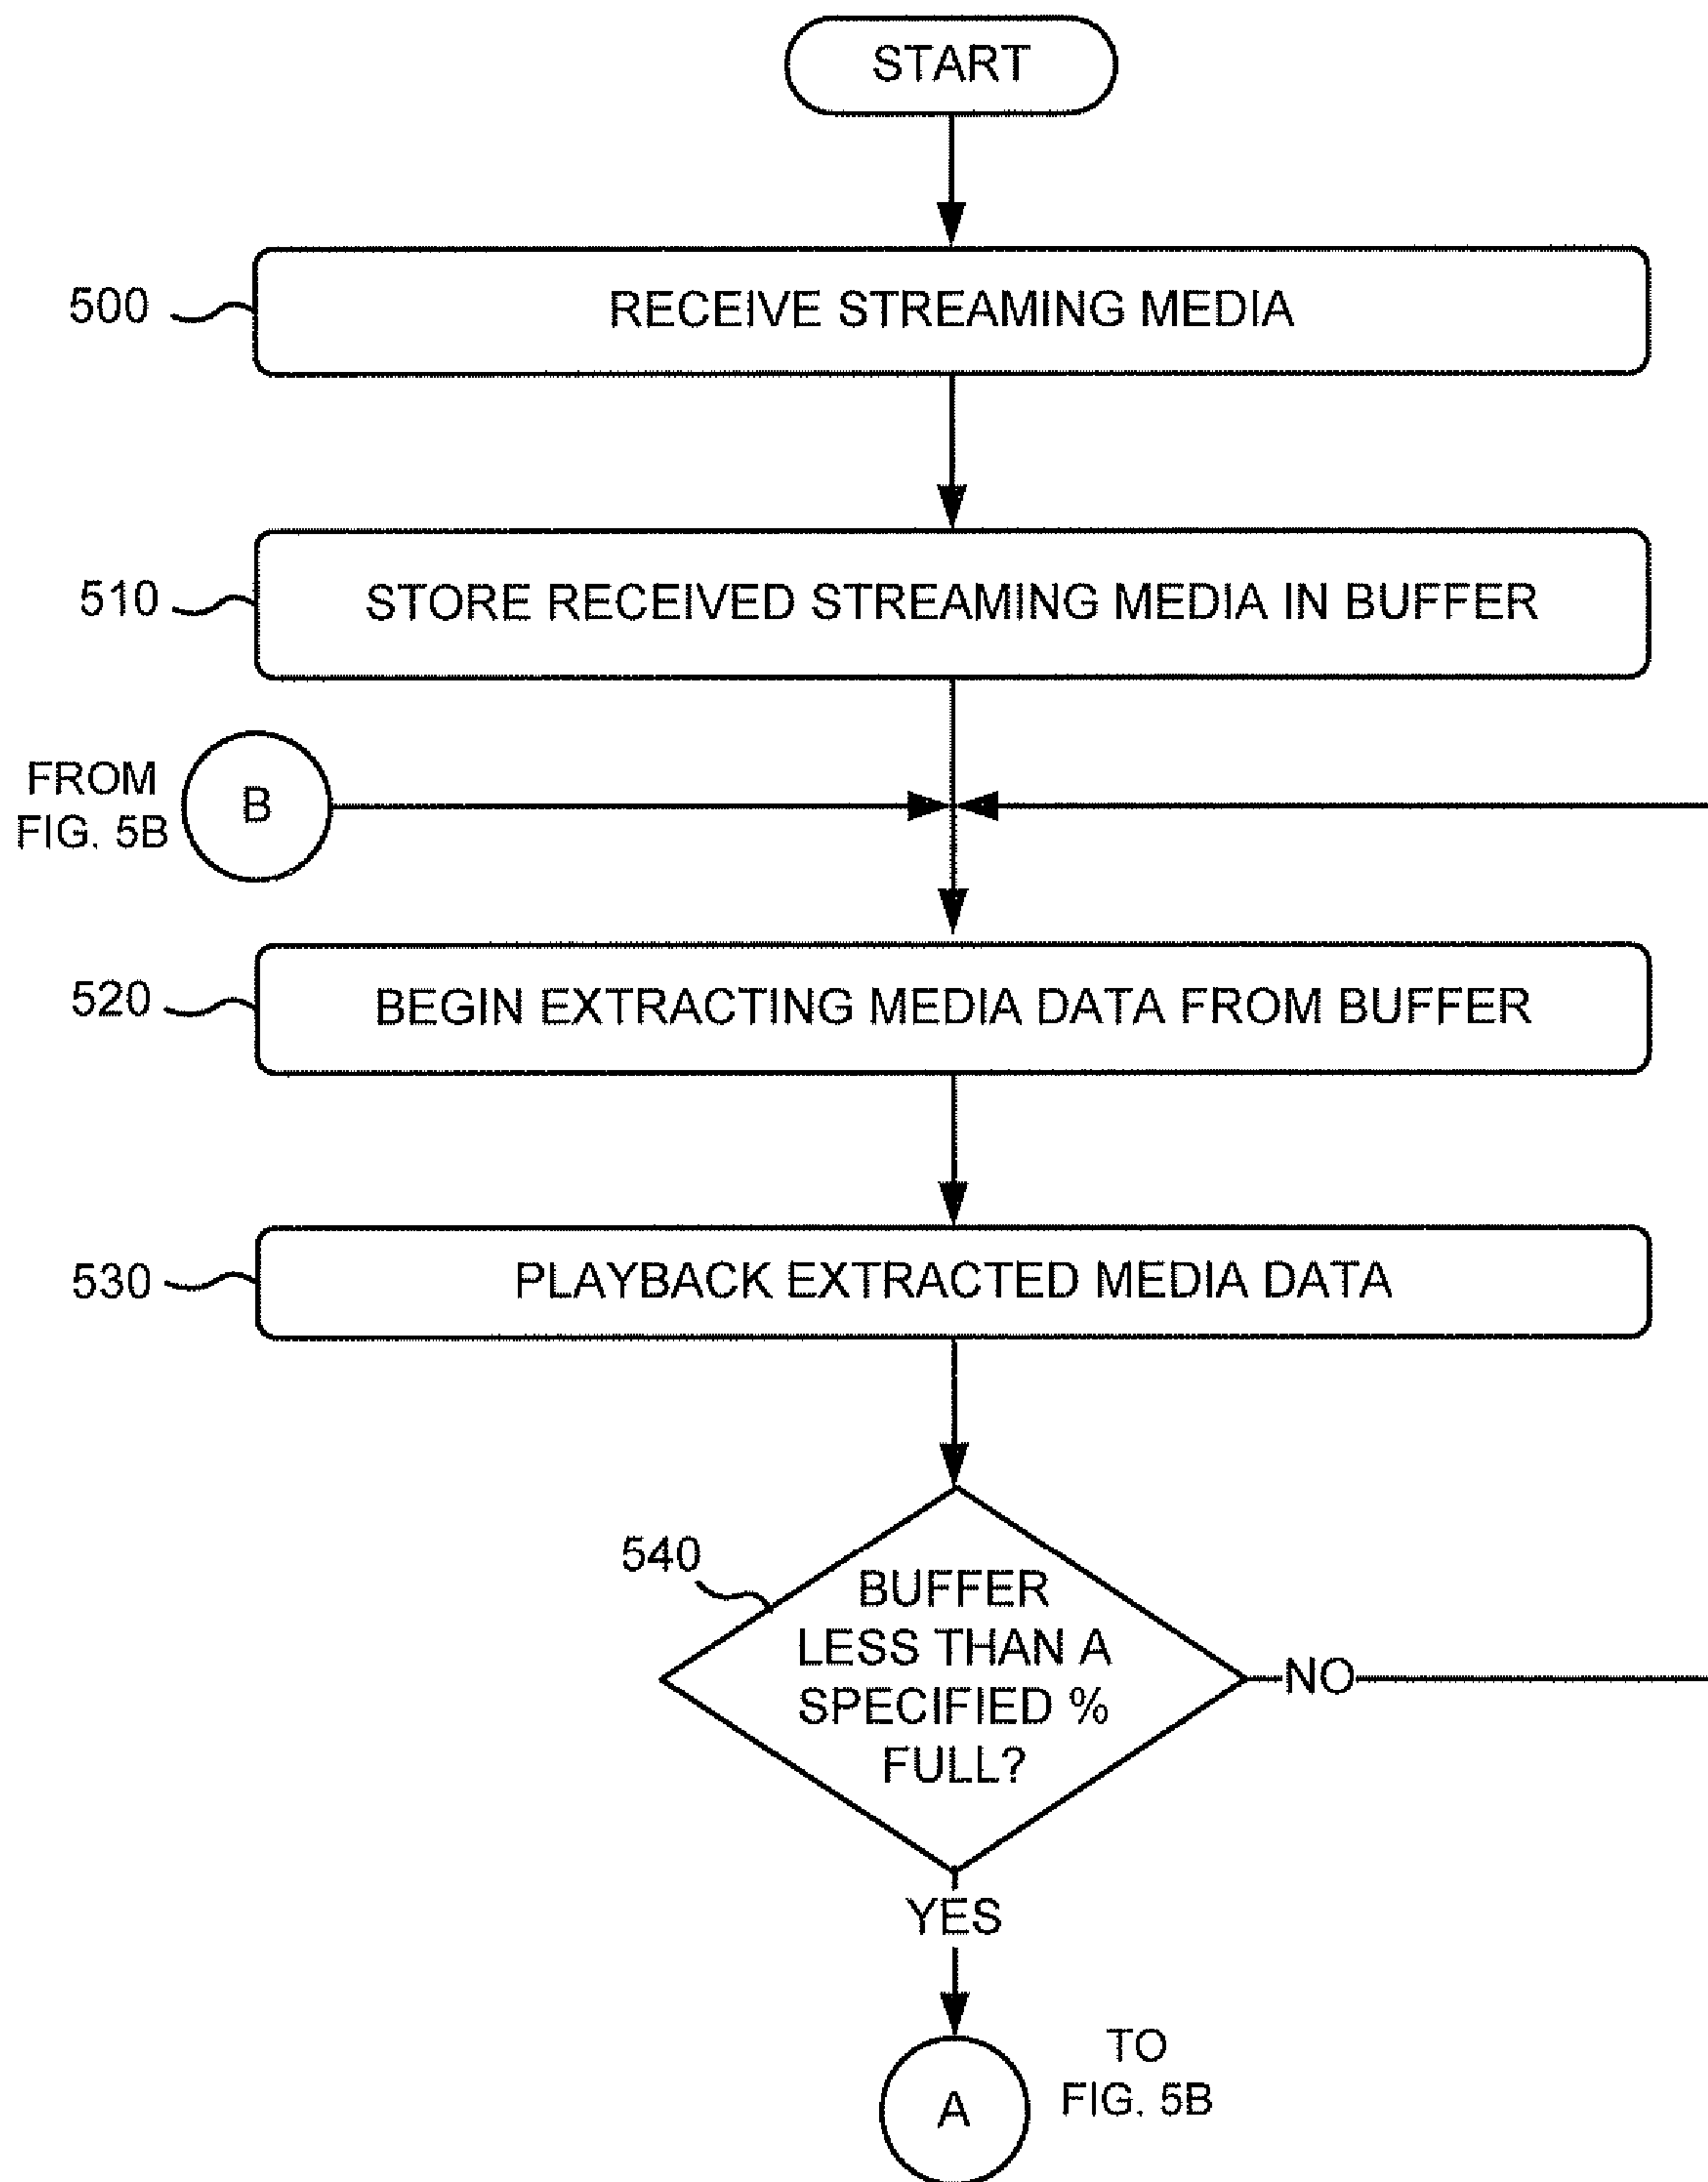 START
500
RECEIVE STREAMING MEDIA
510
STORE RECEIVED STREAMING MEDIA IN BUFFER
FROM
FIG. 5B
B
520
BEGIN EXTRACTING MEDIA DATA FROM BUFFER
530
PLAYBACK EXTRACTED MEDIA DATA
540
BUFFER
LESS THAN A
SPECIFIED %
FULL?
NO
YES
A
TO
FIG. 5B